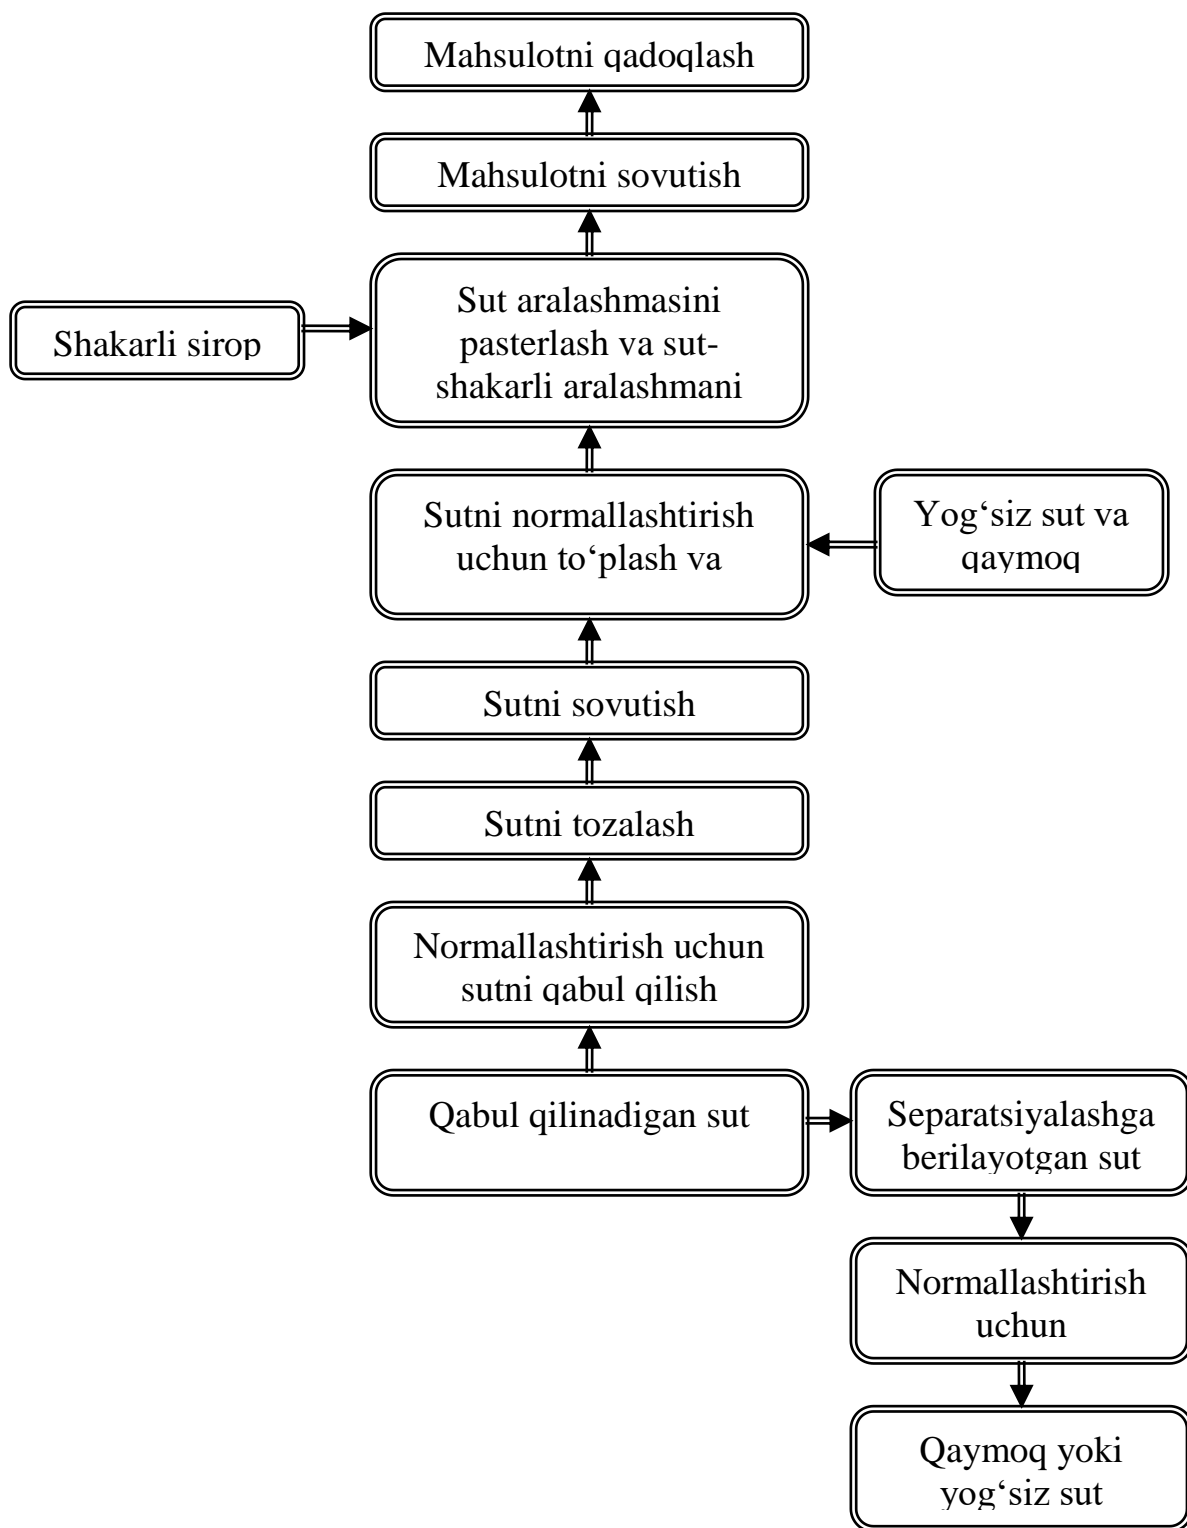 Mahsulotni qadoqlash
Mahsulotni sovutish
Shakarli sirop
Sut aralashmasini
pasterlash va sut-
shakarli aralashmani
Sutni normallashtirish
uchun to‘plash va
Yog‘siz sut va
qaymoq
Sutni sovutish
Sutni tozalash
Normallashtirish uchun
sutni qabul qilish
Qabul qilinadigan sut
Separatsiyalashga
berilayotgan sut
Normallashtirish
uchun
Qaymoq yoki
yog‘siz sut